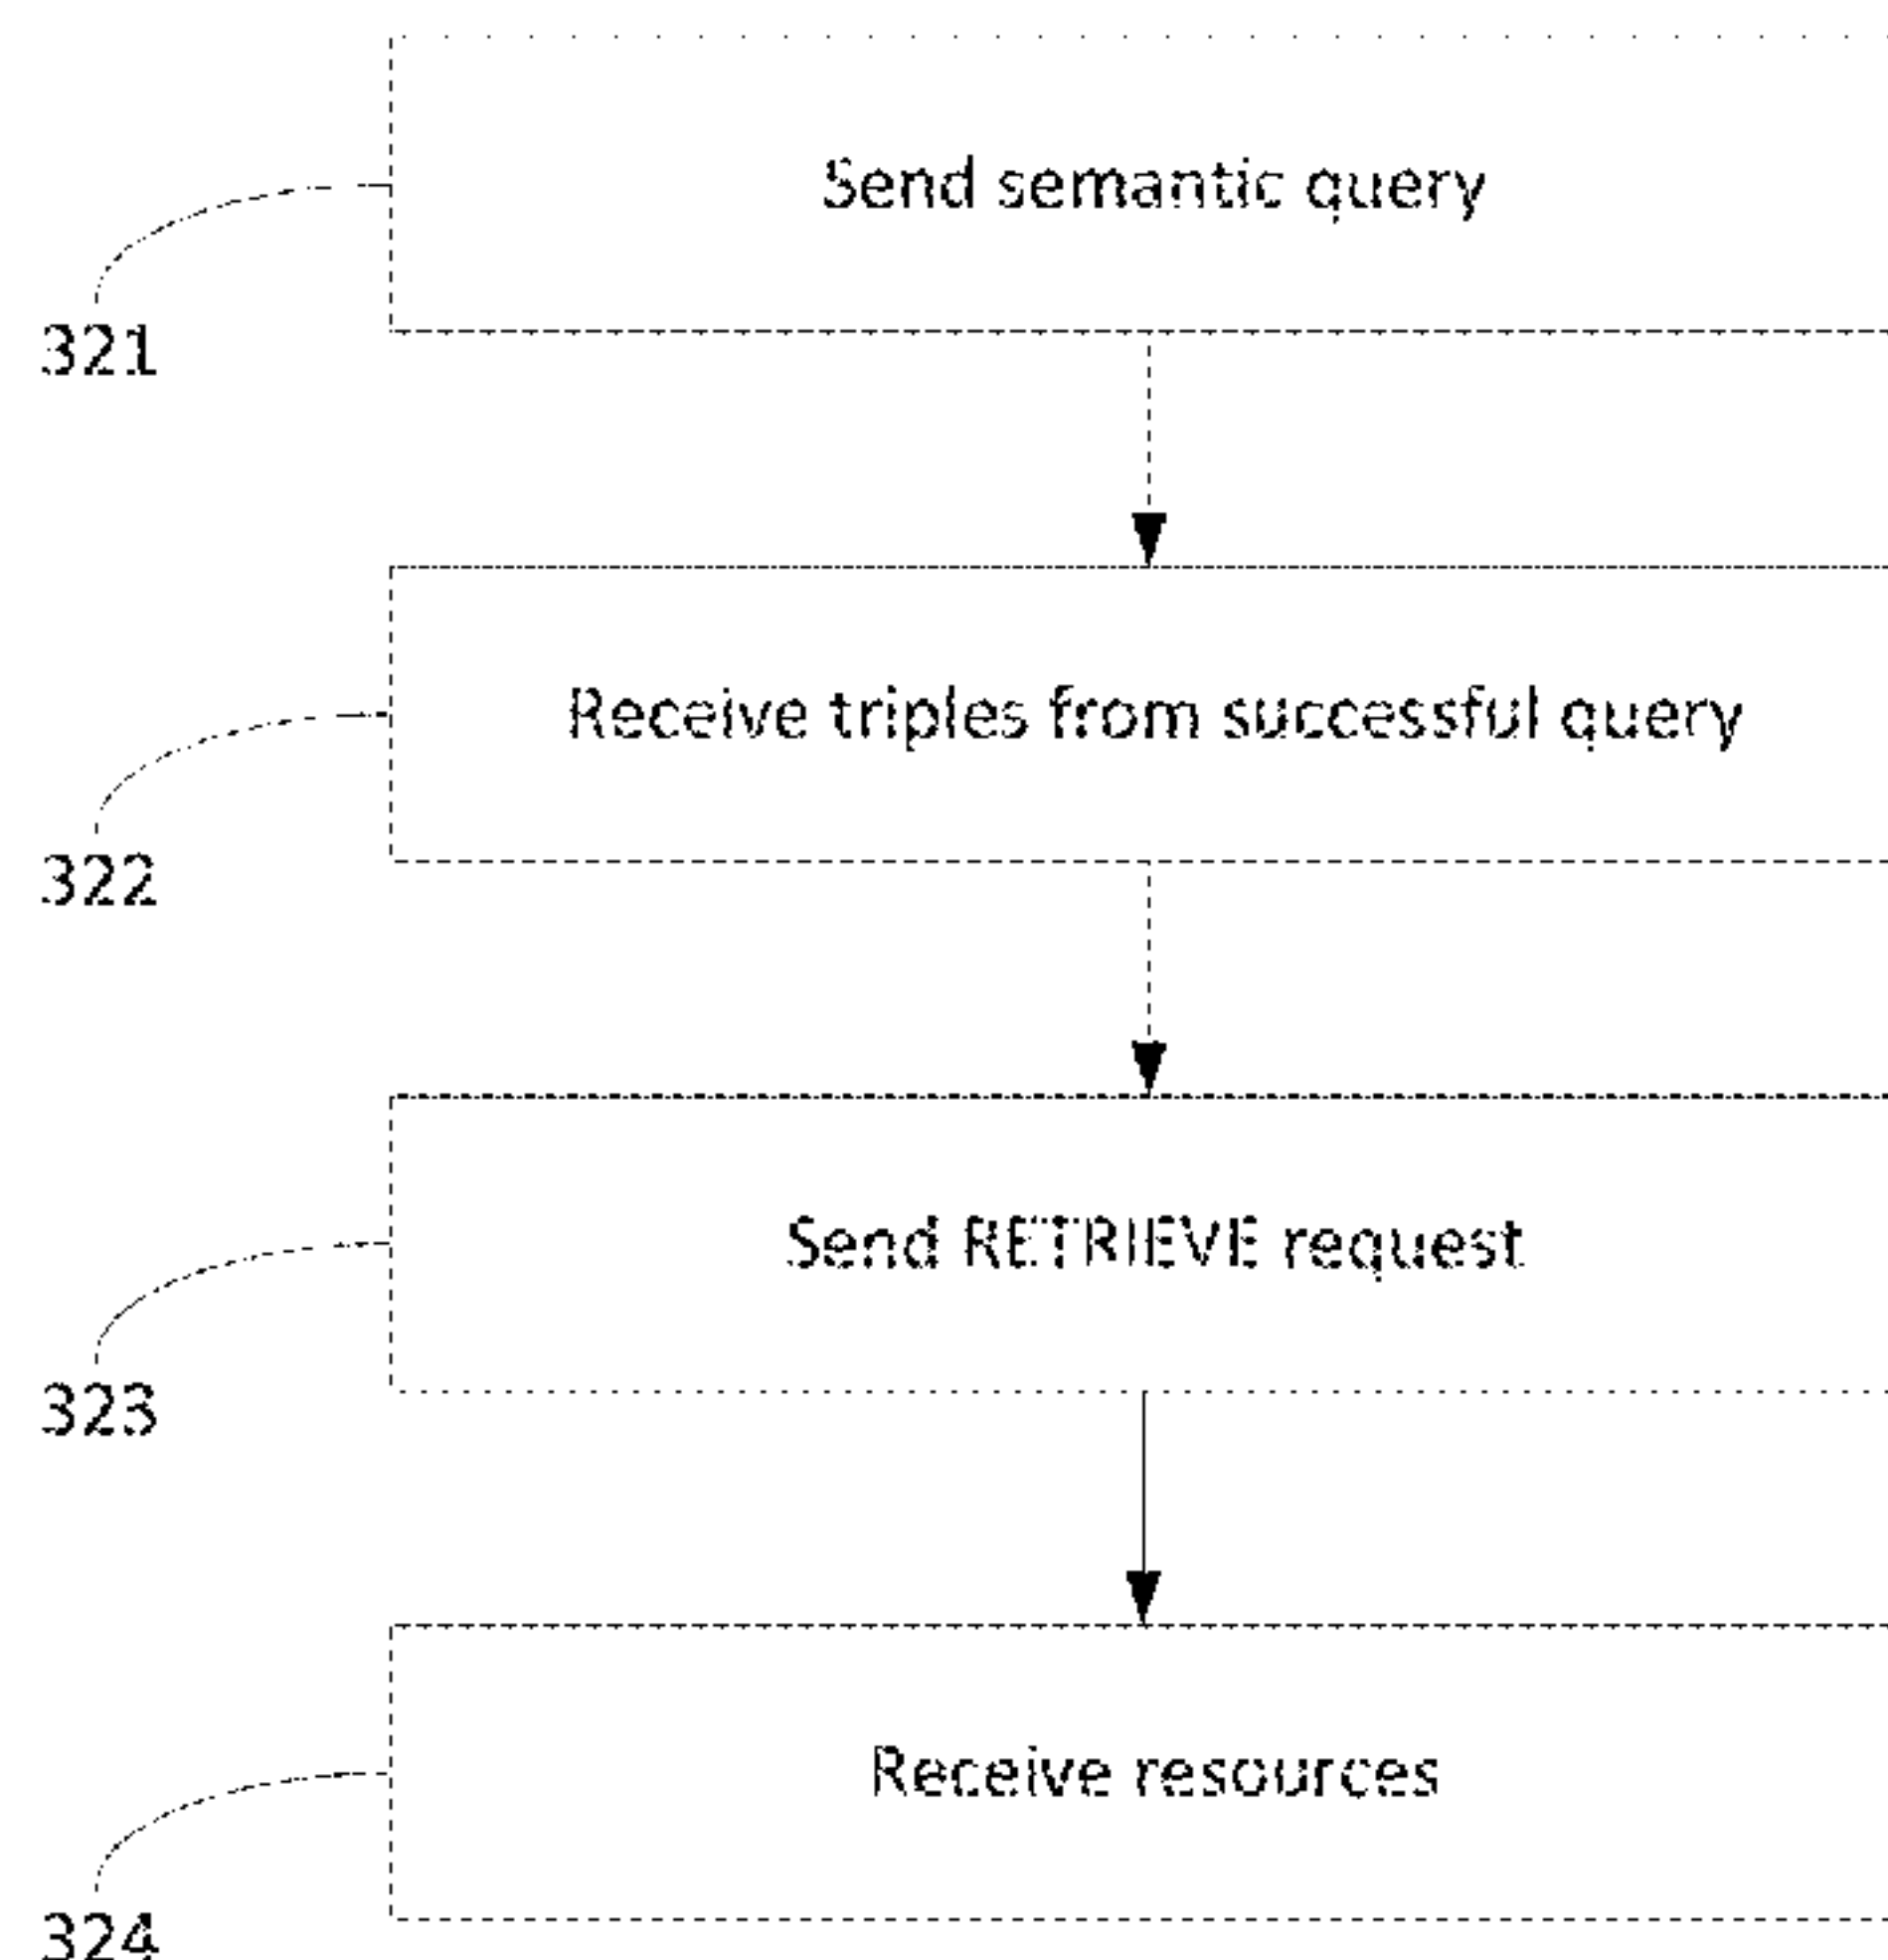 Send semantic query
321
Receive triples from successful query
322
Send RETRIEVE request
323
Receive resources
324